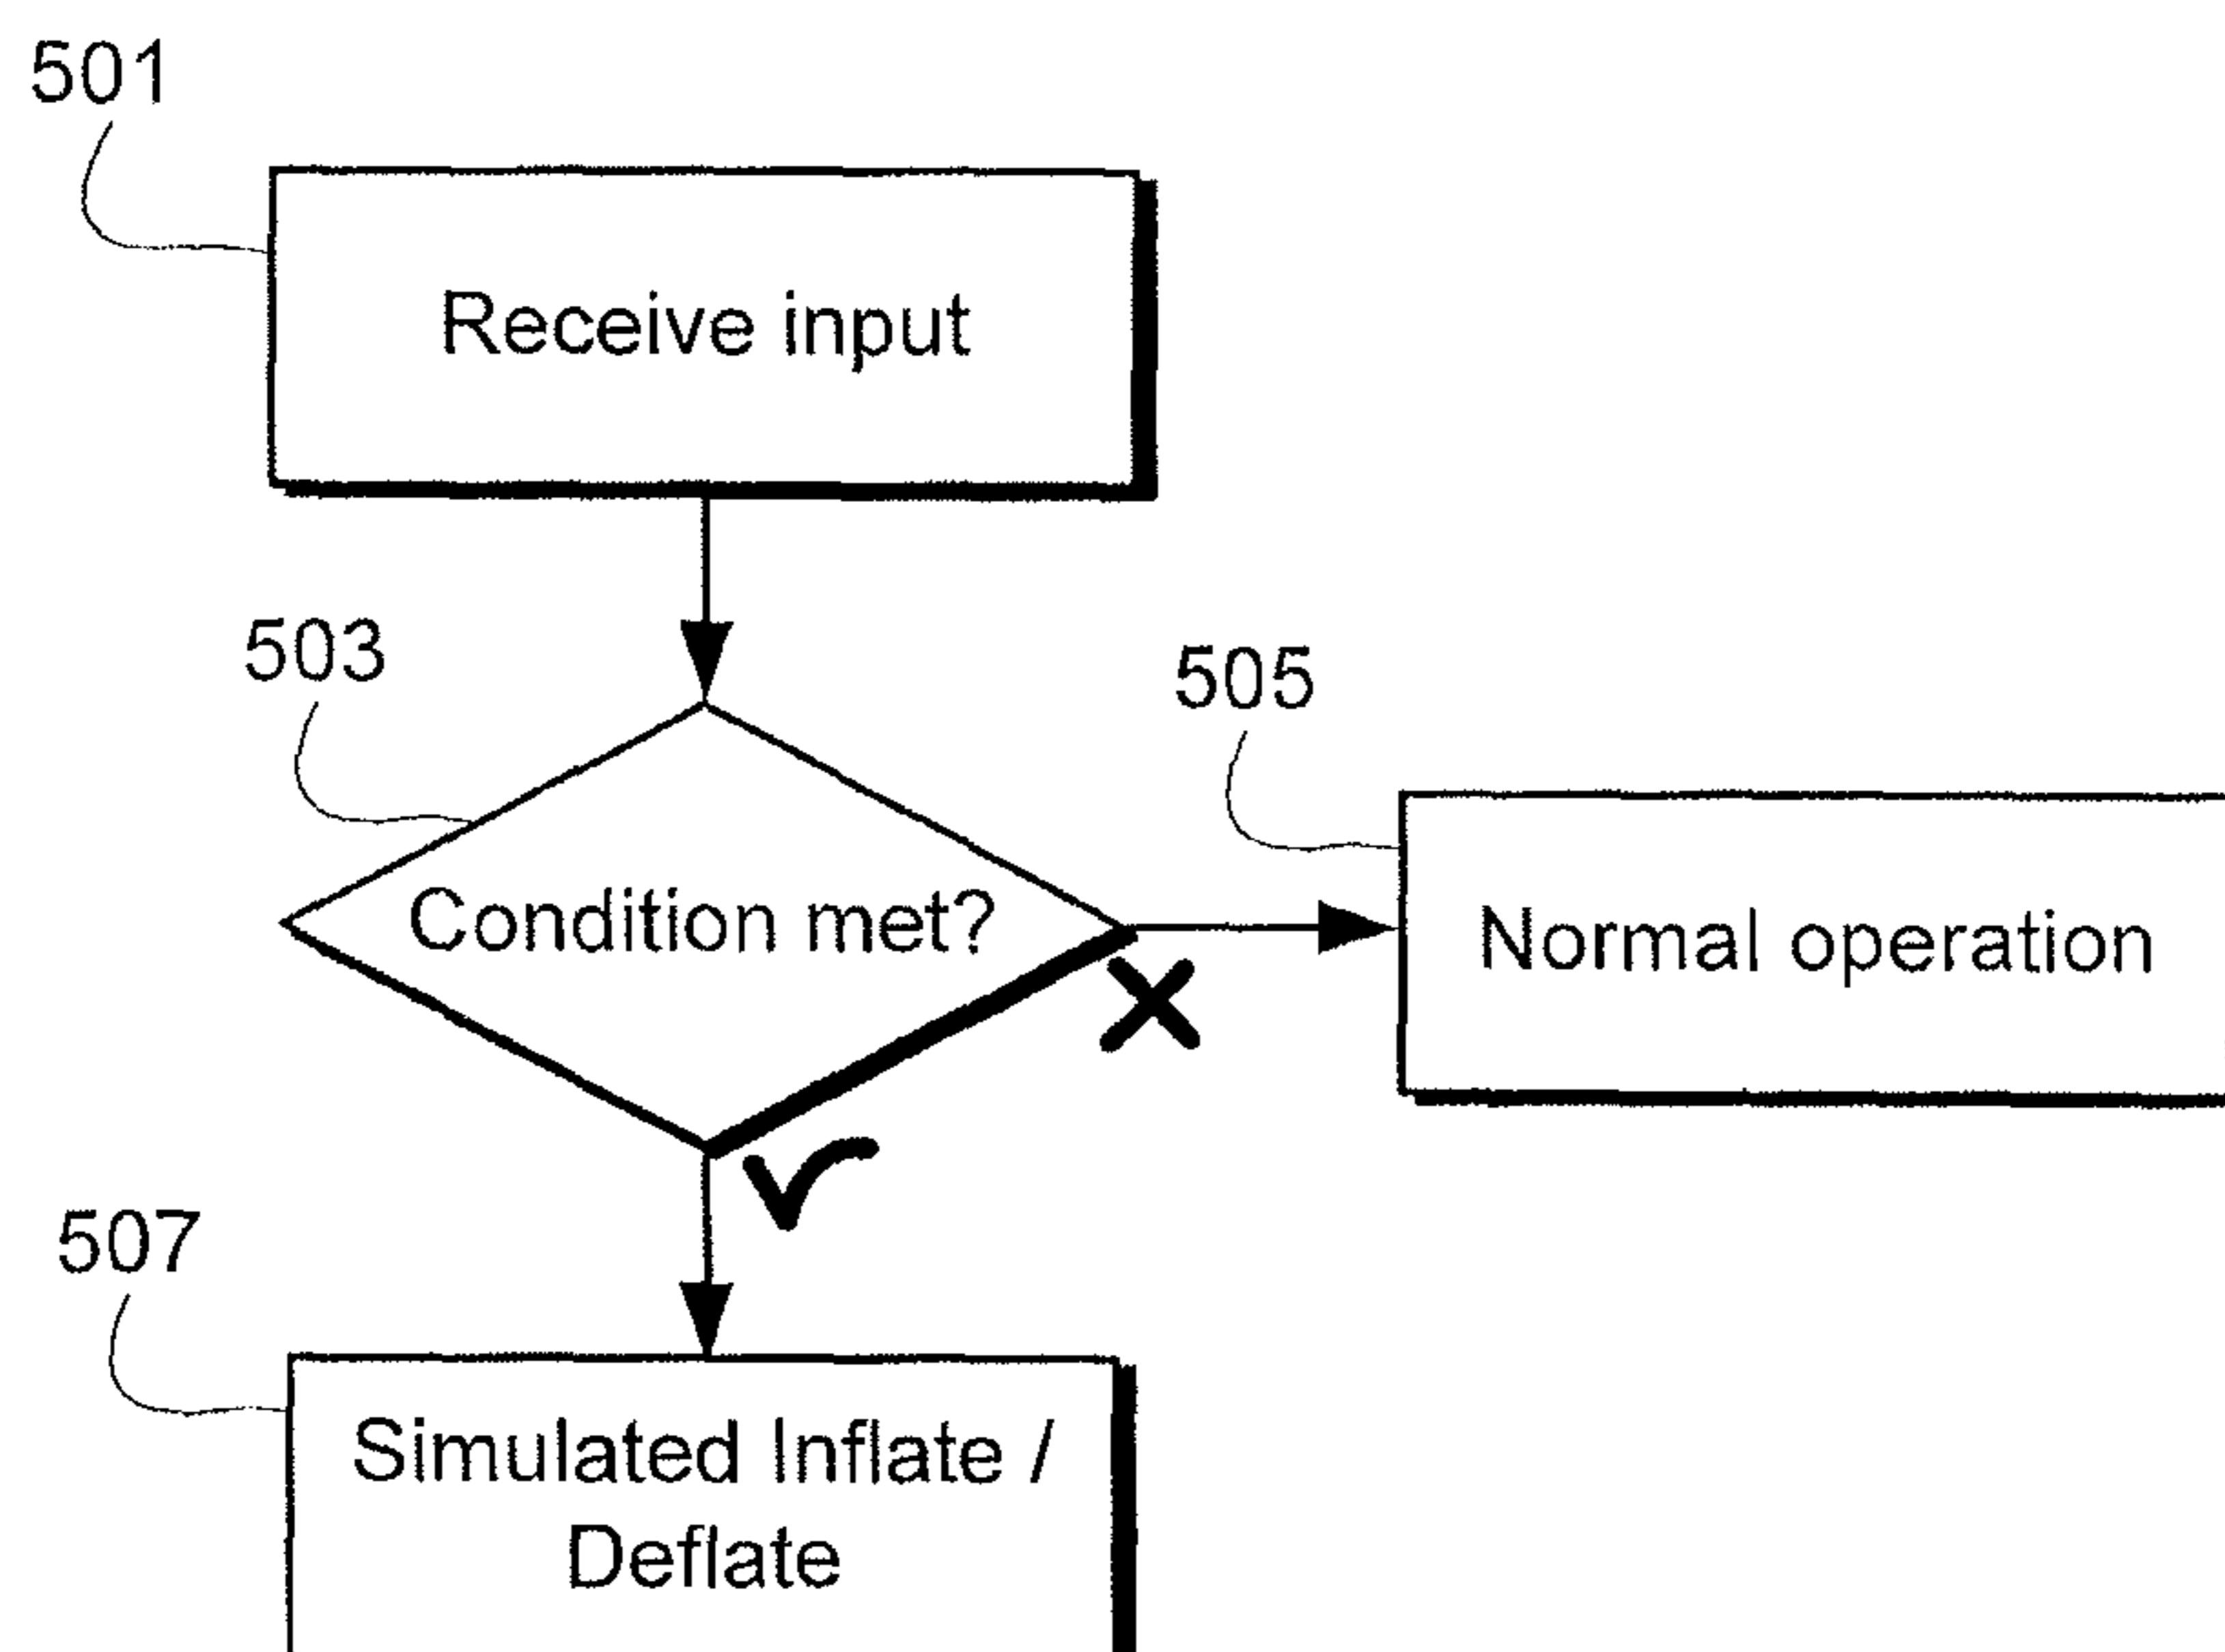 501
Receive input
503
505
Condition met?
Normal operation
507
Simulated Inflate /
Deflate